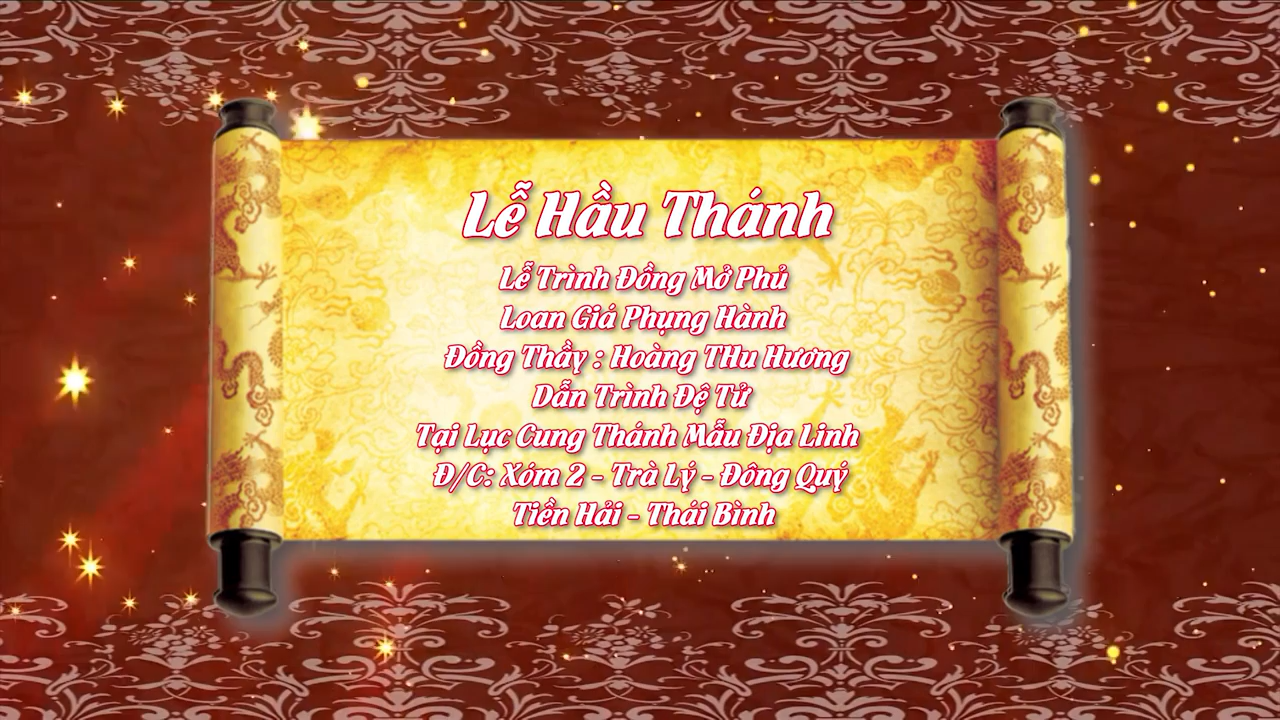 Lễ Hầu Thánh
Lễ Trình Đồng Mở Phủ
Loan Giá Phụng Hành
Đồng Thầy : Hoàng THu Hương
Dẫn Trình Đệ Tử
Tại Lục Cung Thánh Mẫu Địa Linh
Đ/C: Xóm 2 - Trà Lý - Đông Quý
Tiền Hải - Thái Bình